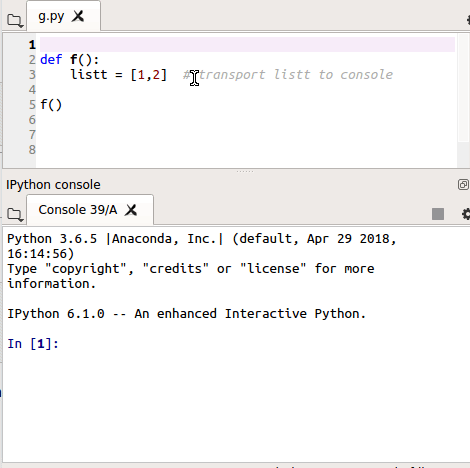 g.py
1
2 def f():
3     listt = [1,2]  # transport listt to console
4
5 f()
6
7
8
IPython console
Console 39/A
Python 3.6.5 |Anaconda, Inc.| (default, Apr 29 2018,
16:14:56)
Type "copyright", "credits" or "license" for more
information.
IPython 6.1.0 -- An enhanced Interactive Python.
In [1]: